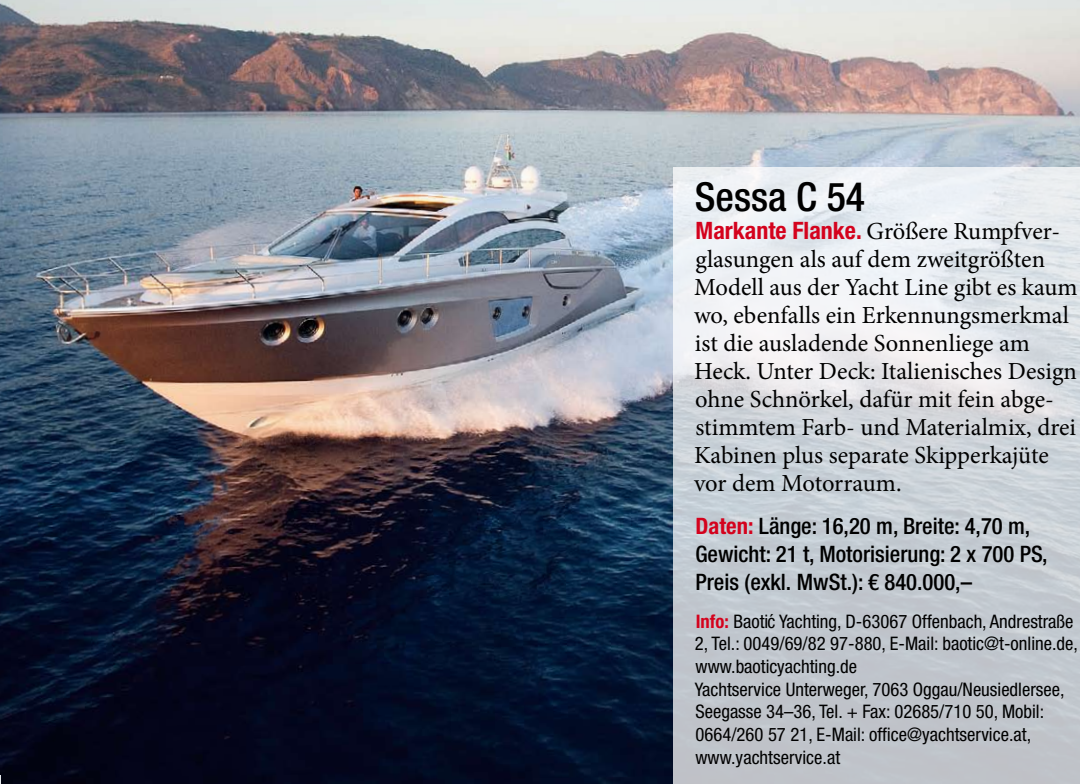 Sessa C 54
Markante Flanke. Größere Rumpfver-
glasungen als auf dem zweitgrößten
Modell aus der Yacht Line gibt es kaum
wo, ebenfalls ein Erkennungsmerkmal
ist die ausladende Sonnenliege am
Heck. Unter Deck: Italienisches Design
ohne Schnörkel, dafür mit fein abge-
stimmtem Farb- und Materialmix, drei
Kabinen plus separate Skipperkajüte
vor dem Motorraum.
Daten: Länge: 16,20 m, Breite: 4,70 m,
Gewicht: 21 t, Motorisierung: 2 x 700 PS,
Preis (exkl. MwSt.): € 840.000,–
Info: Baotić Yachting, D-63067 Offenbach, Andrestraße
2, Tel.: 0049/69/82 97-880, E-Mail: baotic@t-online.de,
www.baoticyachting.de
Yachtservice Unterweger, 7063 Oggau/Neusiedlersee,
Seegasse 34–36, Tel. + Fax: 02685/710 50, Mobil:
0664/260 57 21, E-Mail: office@yachtservice.at,
www.yachtservice.at